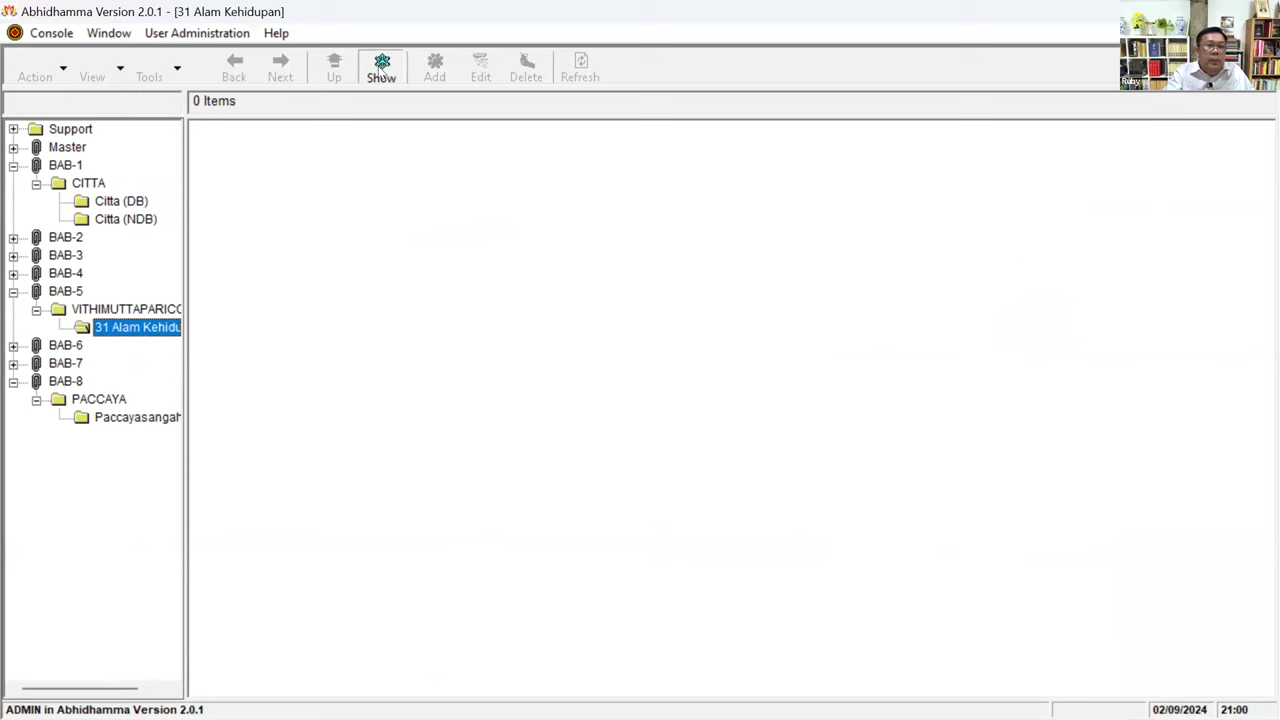 Abhidhamma Version 2.0.1 - [31 Alam Kehidupan]
Console Window User Administration Help
Action View Tools Back Next Up Show Add Edit Delete Refresh
0 Items
Support
Master
BAB-1
CITTA
Citta (DB)
Citta (NDB)
BAB-2
BAB-3
BAB-4
BAB-5
VITHIMUTTAPARICC
31 Alam Kehidu
BAB-6
BAB-7
BAB-8
PACCAYA
Paccayasangah
ADMIN in Abhidhamma Version 2.0.1 02/09/2024 21:00